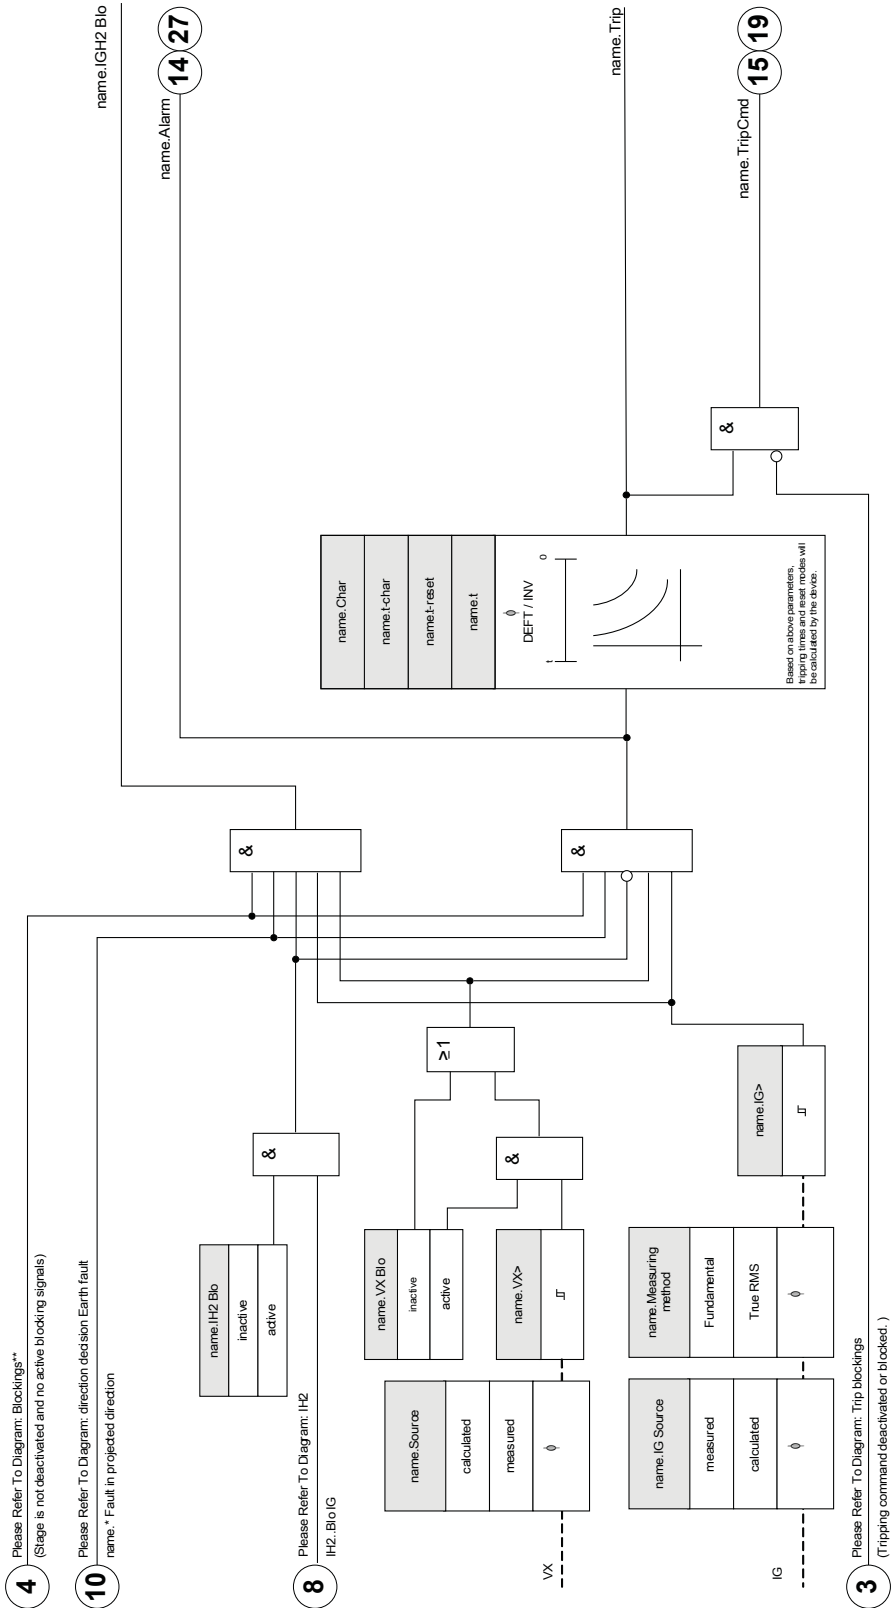 4
Please Refer To Diagram: Blockings**
(Stage is not deactivated and no active blocking signals)
10
Please Refer To Diagram: direction decision Earth fault
name.* Fault in projected direction
name.IH2 Blo
inactive
active
8
Please Refer To Diagram: IH2
IH2..Blo IG
&
name.VX Blo
inactive
active
name.Source
calculated
measured
ϕ
VX
name.VX>
&
≥1
name.IG Source
measured
calculated
ϕ
IG
name.Measuring
method
Fundamental
True RMS
ϕ
name.IG>
3
Please Refer To Diagram: Trip blockings
(Tripping command deactivated or blocked. )
&
&
name.Char
name.t-char
name.t-reset
name.t
ϕ
DEFT / INV
t
0
Based on above parameters,
tripping times and reset modes will
be calculated by the device.
&
name.IGH2 Blo
name.Alarm
14
27
name.Trip
name.TripCmd
15
19